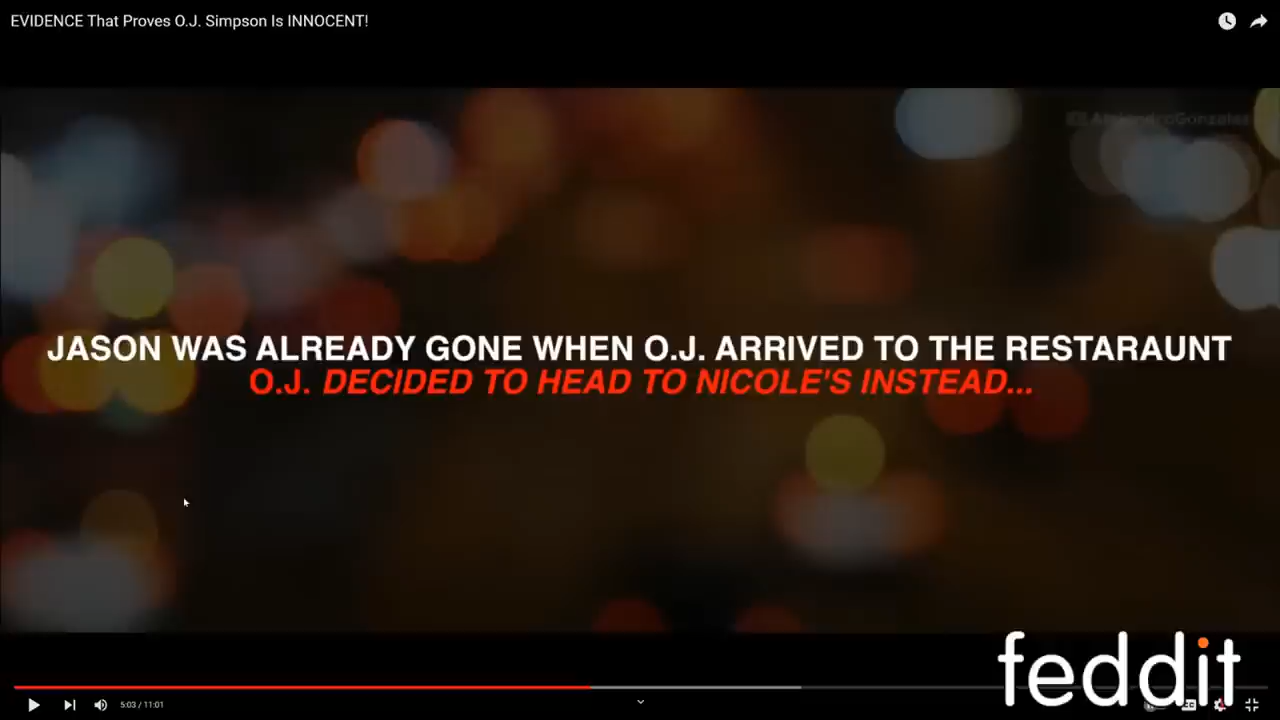 EVIDENCE That Proves O.J. Simpson Is INNOCENT!
JASON WAS ALREADY GONE WHEN O.J. ARRIVED TO THE RESTARAUNT
O.J. DECIDED TO HEAD TO NICOLE'S INSTEAD...
feddit
5:03 / 11:01